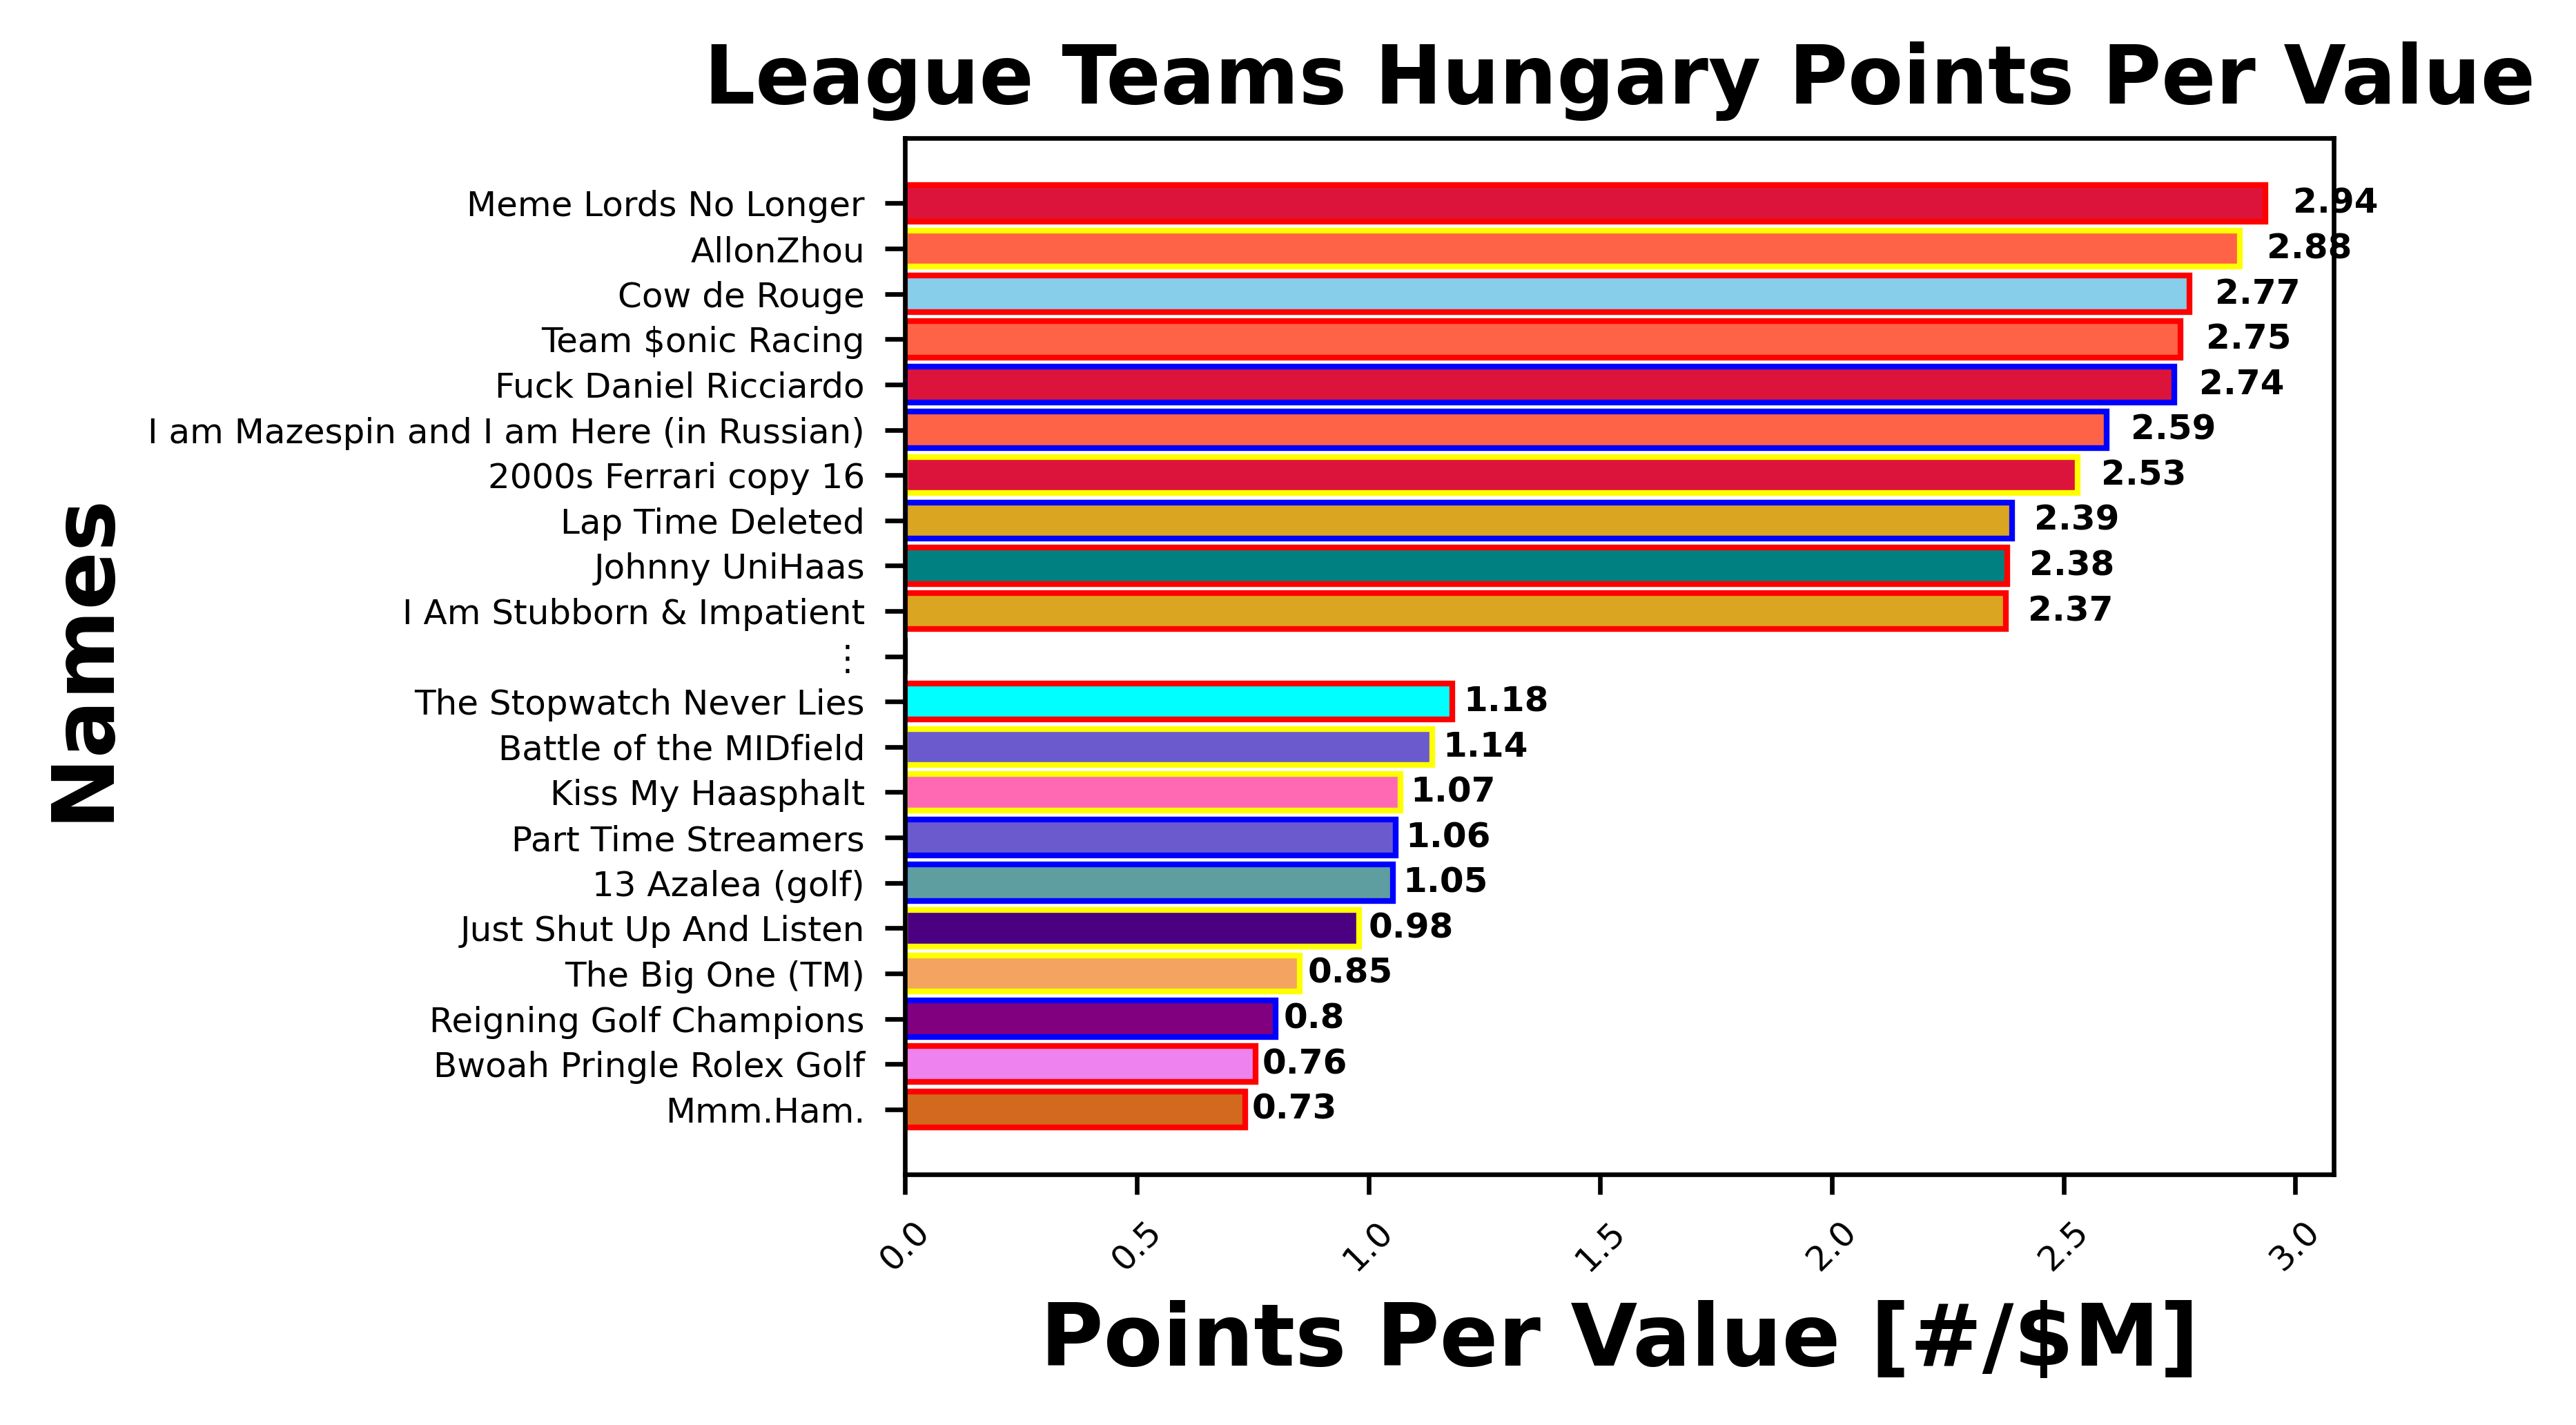 League Teams Hungary Points Per Value
Names
Meme Lords No Longer 2.94
AllonZhou 2.88
Cow de Rouge 2.77
Team $onic Racing 2.75
Fuck Daniel Ricciardo 2.74
I am Mazespin and I am Here (in Russian) 2.59
2000s Ferrari copy 16 2.53
Lap Time Deleted 2.39
Johnny UniHaas 2.38
I Am Stubborn & Impatient 2.37
⋮
The Stopwatch Never Lies 1.18
Battle of the MIDfield 1.14
Kiss My Haasphalt 1.07
Part Time Streamers 1.06
13 Azalea (golf) 1.05
Just Shut Up And Listen 0.98
The Big One (TM) 0.85
Reigning Golf Champions 0.8
Bwoah Pringle Rolex Golf 0.76
Mmm.Ham. 0.73
0.0 0.5 1.0 1.5 2.0 2.5 3.0
Points Per Value [#/$M]